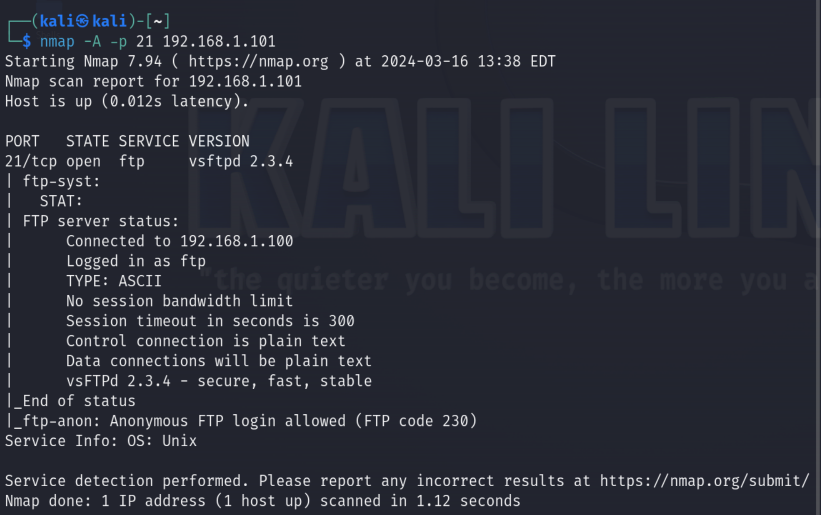 ┌──(kali㉿kali)-[~]
└─$ nmap -A -p 21 192.168.1.101
Starting Nmap 7.94 ( https://nmap.org ) at 2024-03-16 13:38 EDT
Nmap scan report for 192.168.1.101
Host is up (0.012s latency).

PORT   STATE SERVICE VERSION
21/tcp open  ftp     vsftpd 2.3.4
| ftp-syst:
|   STAT:
| FTP server status:
|      Connected to 192.168.1.100
|      Logged in as ftp
|      TYPE: ASCII
|      No session bandwidth limit
|      Session timeout in seconds is 300
|      Control connection is plain text
|      Data connections will be plain text
|      vsFTPd 2.3.4 - secure, fast, stable
|_End of status
|_ftp-anon: Anonymous FTP login allowed (FTP code 230)
Service Info: OS: Unix

Service detection performed. Please report any incorrect results at https://nmap.org/submit/
Nmap done: 1 IP address (1 host up) scanned in 1.12 seconds
KALI LIN
"the quieter you become, the more you a